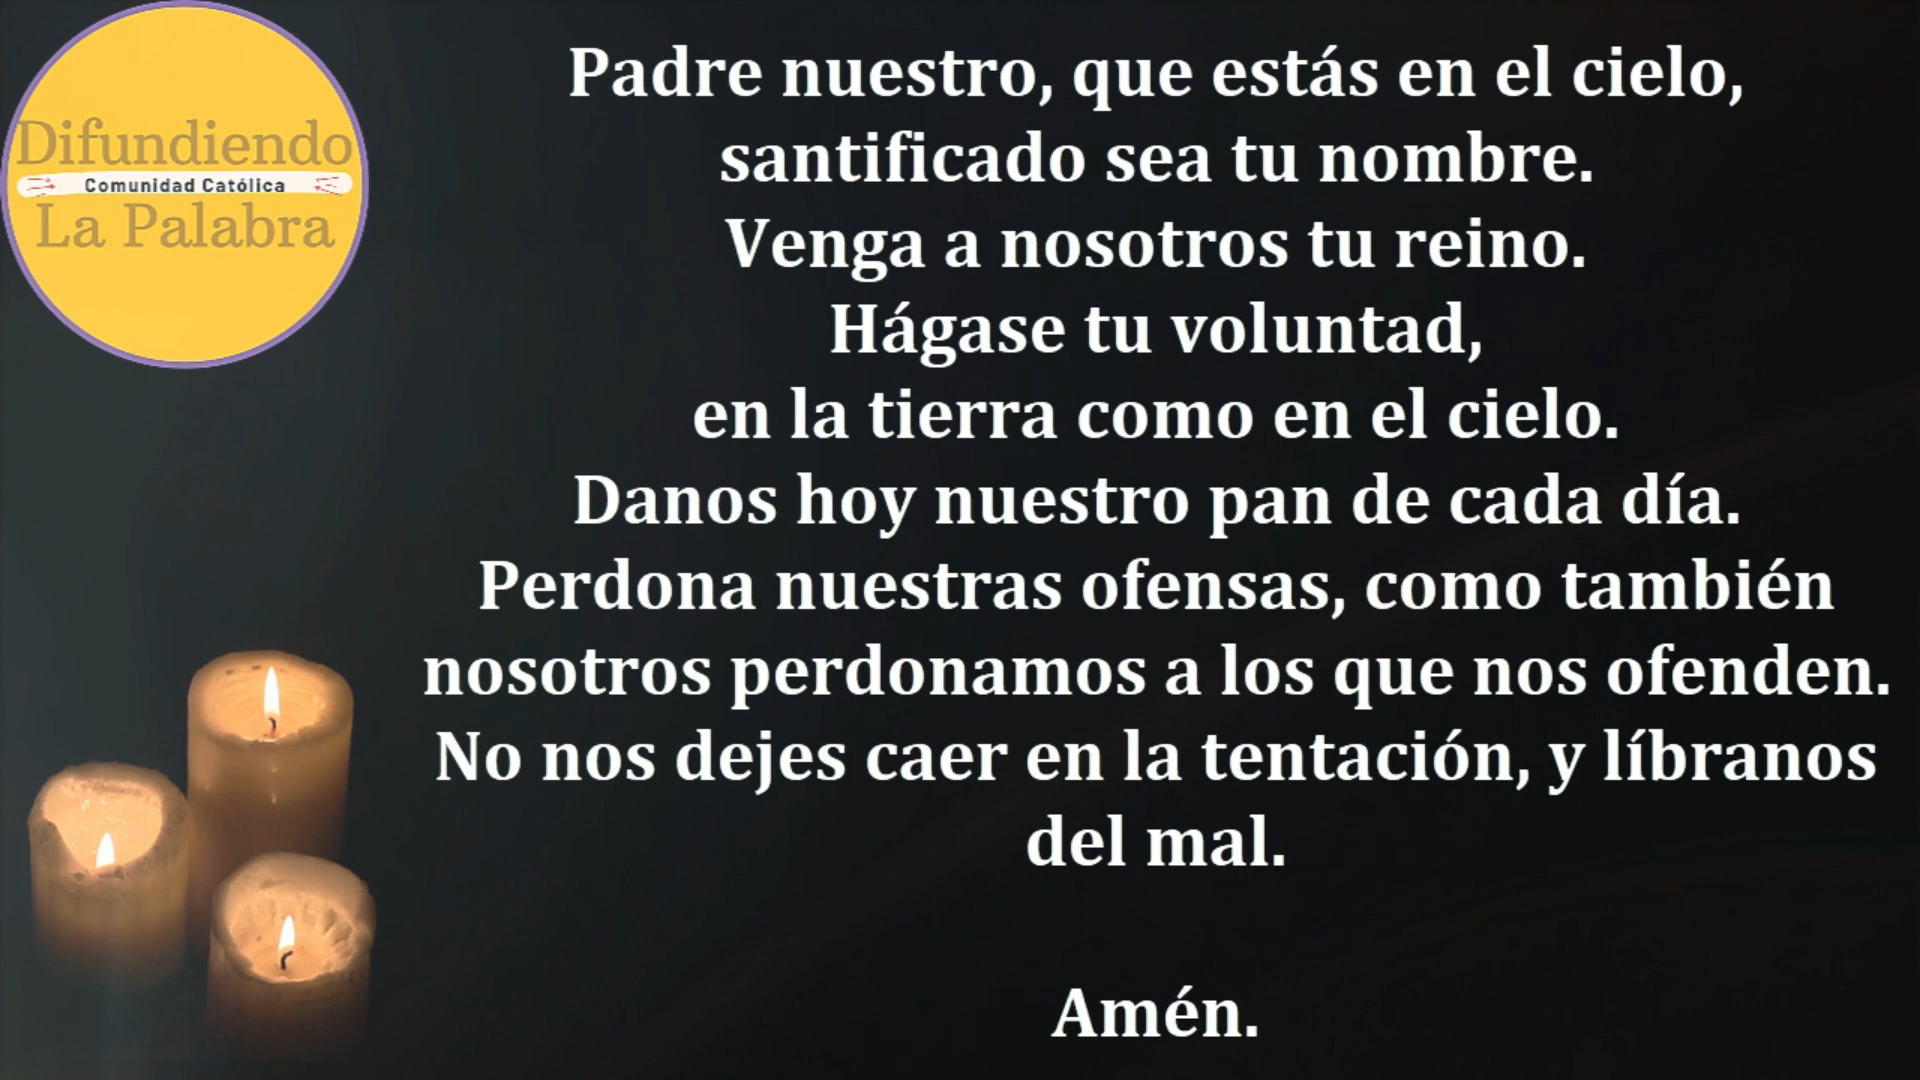 Difundiendo
Comunidad Católica
La Palabra
Padre nuestro, que estás en el cielo,
santificado sea tu nombre.
Venga a nosotros tu reino.
Hágase tu voluntad,
en la tierra como en el cielo.
Danos hoy nuestro pan de cada día.
Perdona nuestras ofensas, como también
nosotros perdonamos a los que nos ofenden.
No nos dejes caer en la tentación, y líbranos
del mal.
Amén.